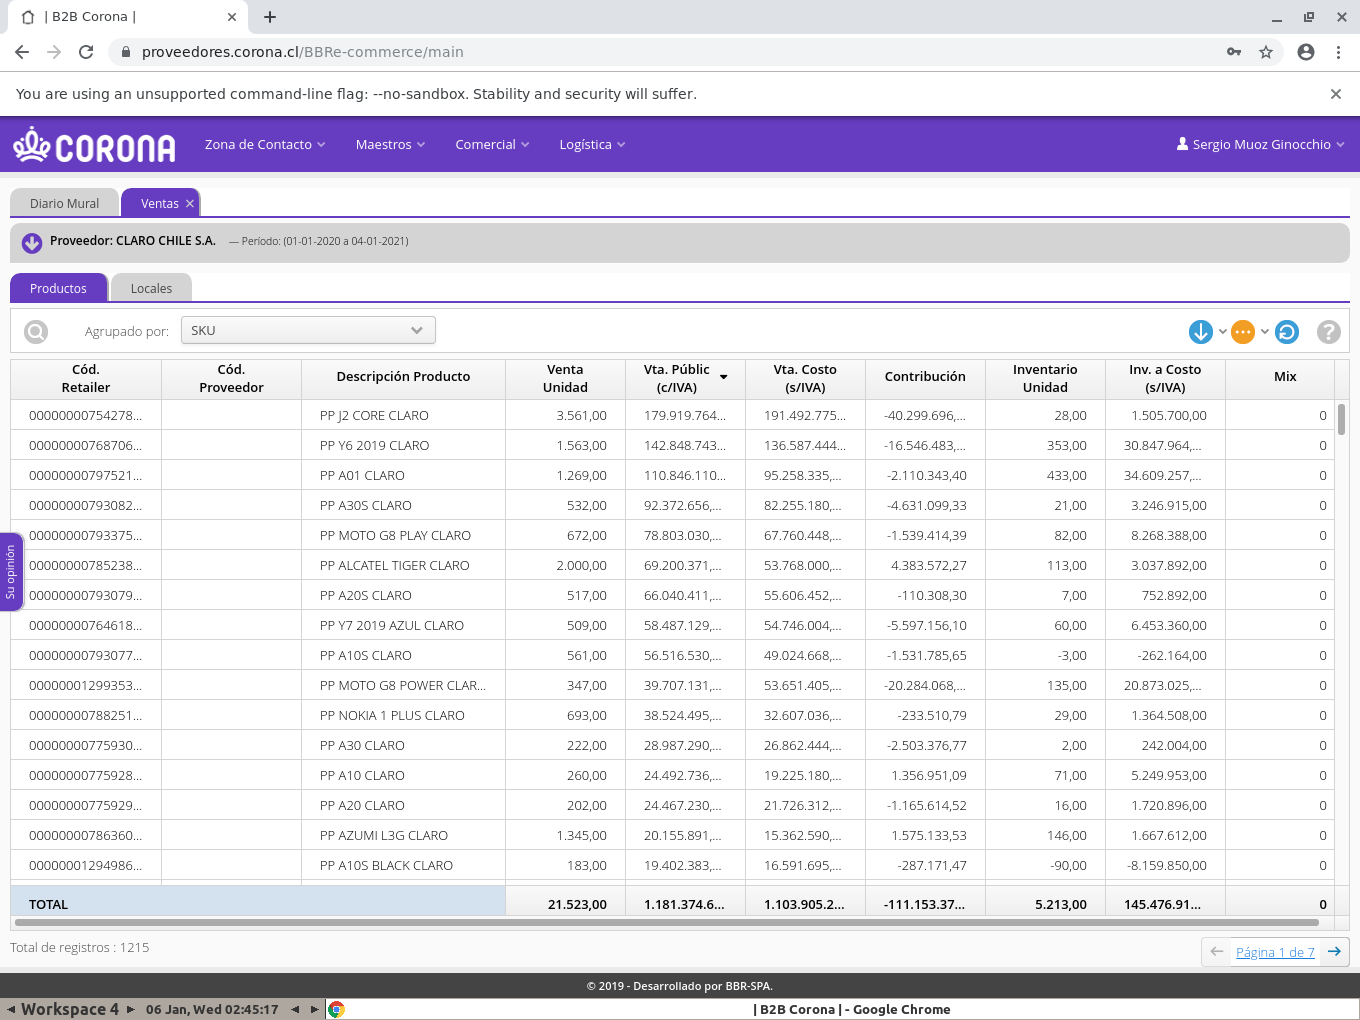 | B2B Corona |
proveedores.corona.cl/BBRe-commerce/main
You are using an unsupported command-line flag: --no-sandbox. Stability and security will suffer.
CORONA Zona de Contacto Maestros Comercial Logística Sergio Muoz Ginocchio
Diario Mural Ventas
Proveedor: CLARO CHILE S.A. — Período: (01-01-2020 a 04-01-2021)
Productos Locales
Agrupado por: SKU ?
Cód. Retailer Cód. Proveedor Descripción Producto Venta Unidad Vta. Públic (c/IVA) Vta. Costo (s/IVA) Contribución Inventario Unidad Inv. a Costo (s/IVA) Mix
00000000754278... PP J2 CORE CLARO 3.561,00 179.919.764... 191.492.775... -40.299.696,... 28,00 1.505.700,00 0
00000000768706... PP Y6 2019 CLARO 1.563,00 142.848.743... 136.587.444... -16.546.483,... 353,00 30.847.964,... 0
00000000797521... PP A01 CLARO 1.269,00 110.846.110... 95.258.335,... -2.110.343,40 433,00 34.609.257,... 0
00000000793082... PP A30S CLARO 532,00 92.372.656,... 82.255.180,... -4.631.099,33 21,00 3.246.915,00 0
00000000793375... PP MOTO G8 PLAY CLARO 672,00 78.803.030,... 67.760.448,... -1.539.414,39 82,00 8.268.388,00 0
00000000785238... PP ALCATEL TIGER CLARO 2.000,00 69.200.371,... 53.768.000,... 4.383.572,27 113,00 3.037.892,00 0
00000000793079... PP A20S CLARO 517,00 66.040.411,... 55.606.452,... -110.308,30 7,00 752.892,00 0
00000000764618... PP Y7 2019 AZUL CLARO 509,00 58.487.129,... 54.746.004,... -5.597.156,10 60,00 6.453.360,00 0
00000000793077... PP A10S CLARO 561,00 56.516.530,... 49.024.668,... -1.531.785,65 -3,00 -262.164,00 0
00000001299353... PP MOTO G8 POWER CLAR... 347,00 39.707.131,... 53.651.405,... -20.284.068,... 135,00 20.873.025,... 0
00000000788251... PP NOKIA 1 PLUS CLARO 693,00 38.524.495,... 32.607.036,... -233.510,79 29,00 1.364.508,00 0
00000000775930... PP A30 CLARO 222,00 28.987.290,... 26.862.444,... -2.503.376,77 2,00 242.004,00 0
00000000775928... PP A10 CLARO 260,00 24.492.736,... 19.225.180,... 1.356.951,09 71,00 5.249.953,00 0
00000000775929... PP A20 CLARO 202,00 24.467.230,... 21.726.312,... -1.165.614,52 16,00 1.720.896,00 0
00000000786360... PP AZUMI L3G CLARO 1.345,00 20.155.891,... 15.362.590,... 1.575.133,53 146,00 1.667.612,00 0
00000001294986... PP A10S BLACK CLARO 183,00 19.402.383,... 16.591.695,... -287.171,47 -90,00 -8.159.850,00 0
TOTAL 21.523,00 1.181.374.6... 1.103.905.2... -111.153.37... 5.213,00 145.476.91... 0
Su opinión
Total de registros : 1215 Página 1 de 7
© 2019 - Desarrollado por BBR-SPA.
Workspace 4 06 Jan, Wed 02:45:17 | B2B Corona | - Google Chrome